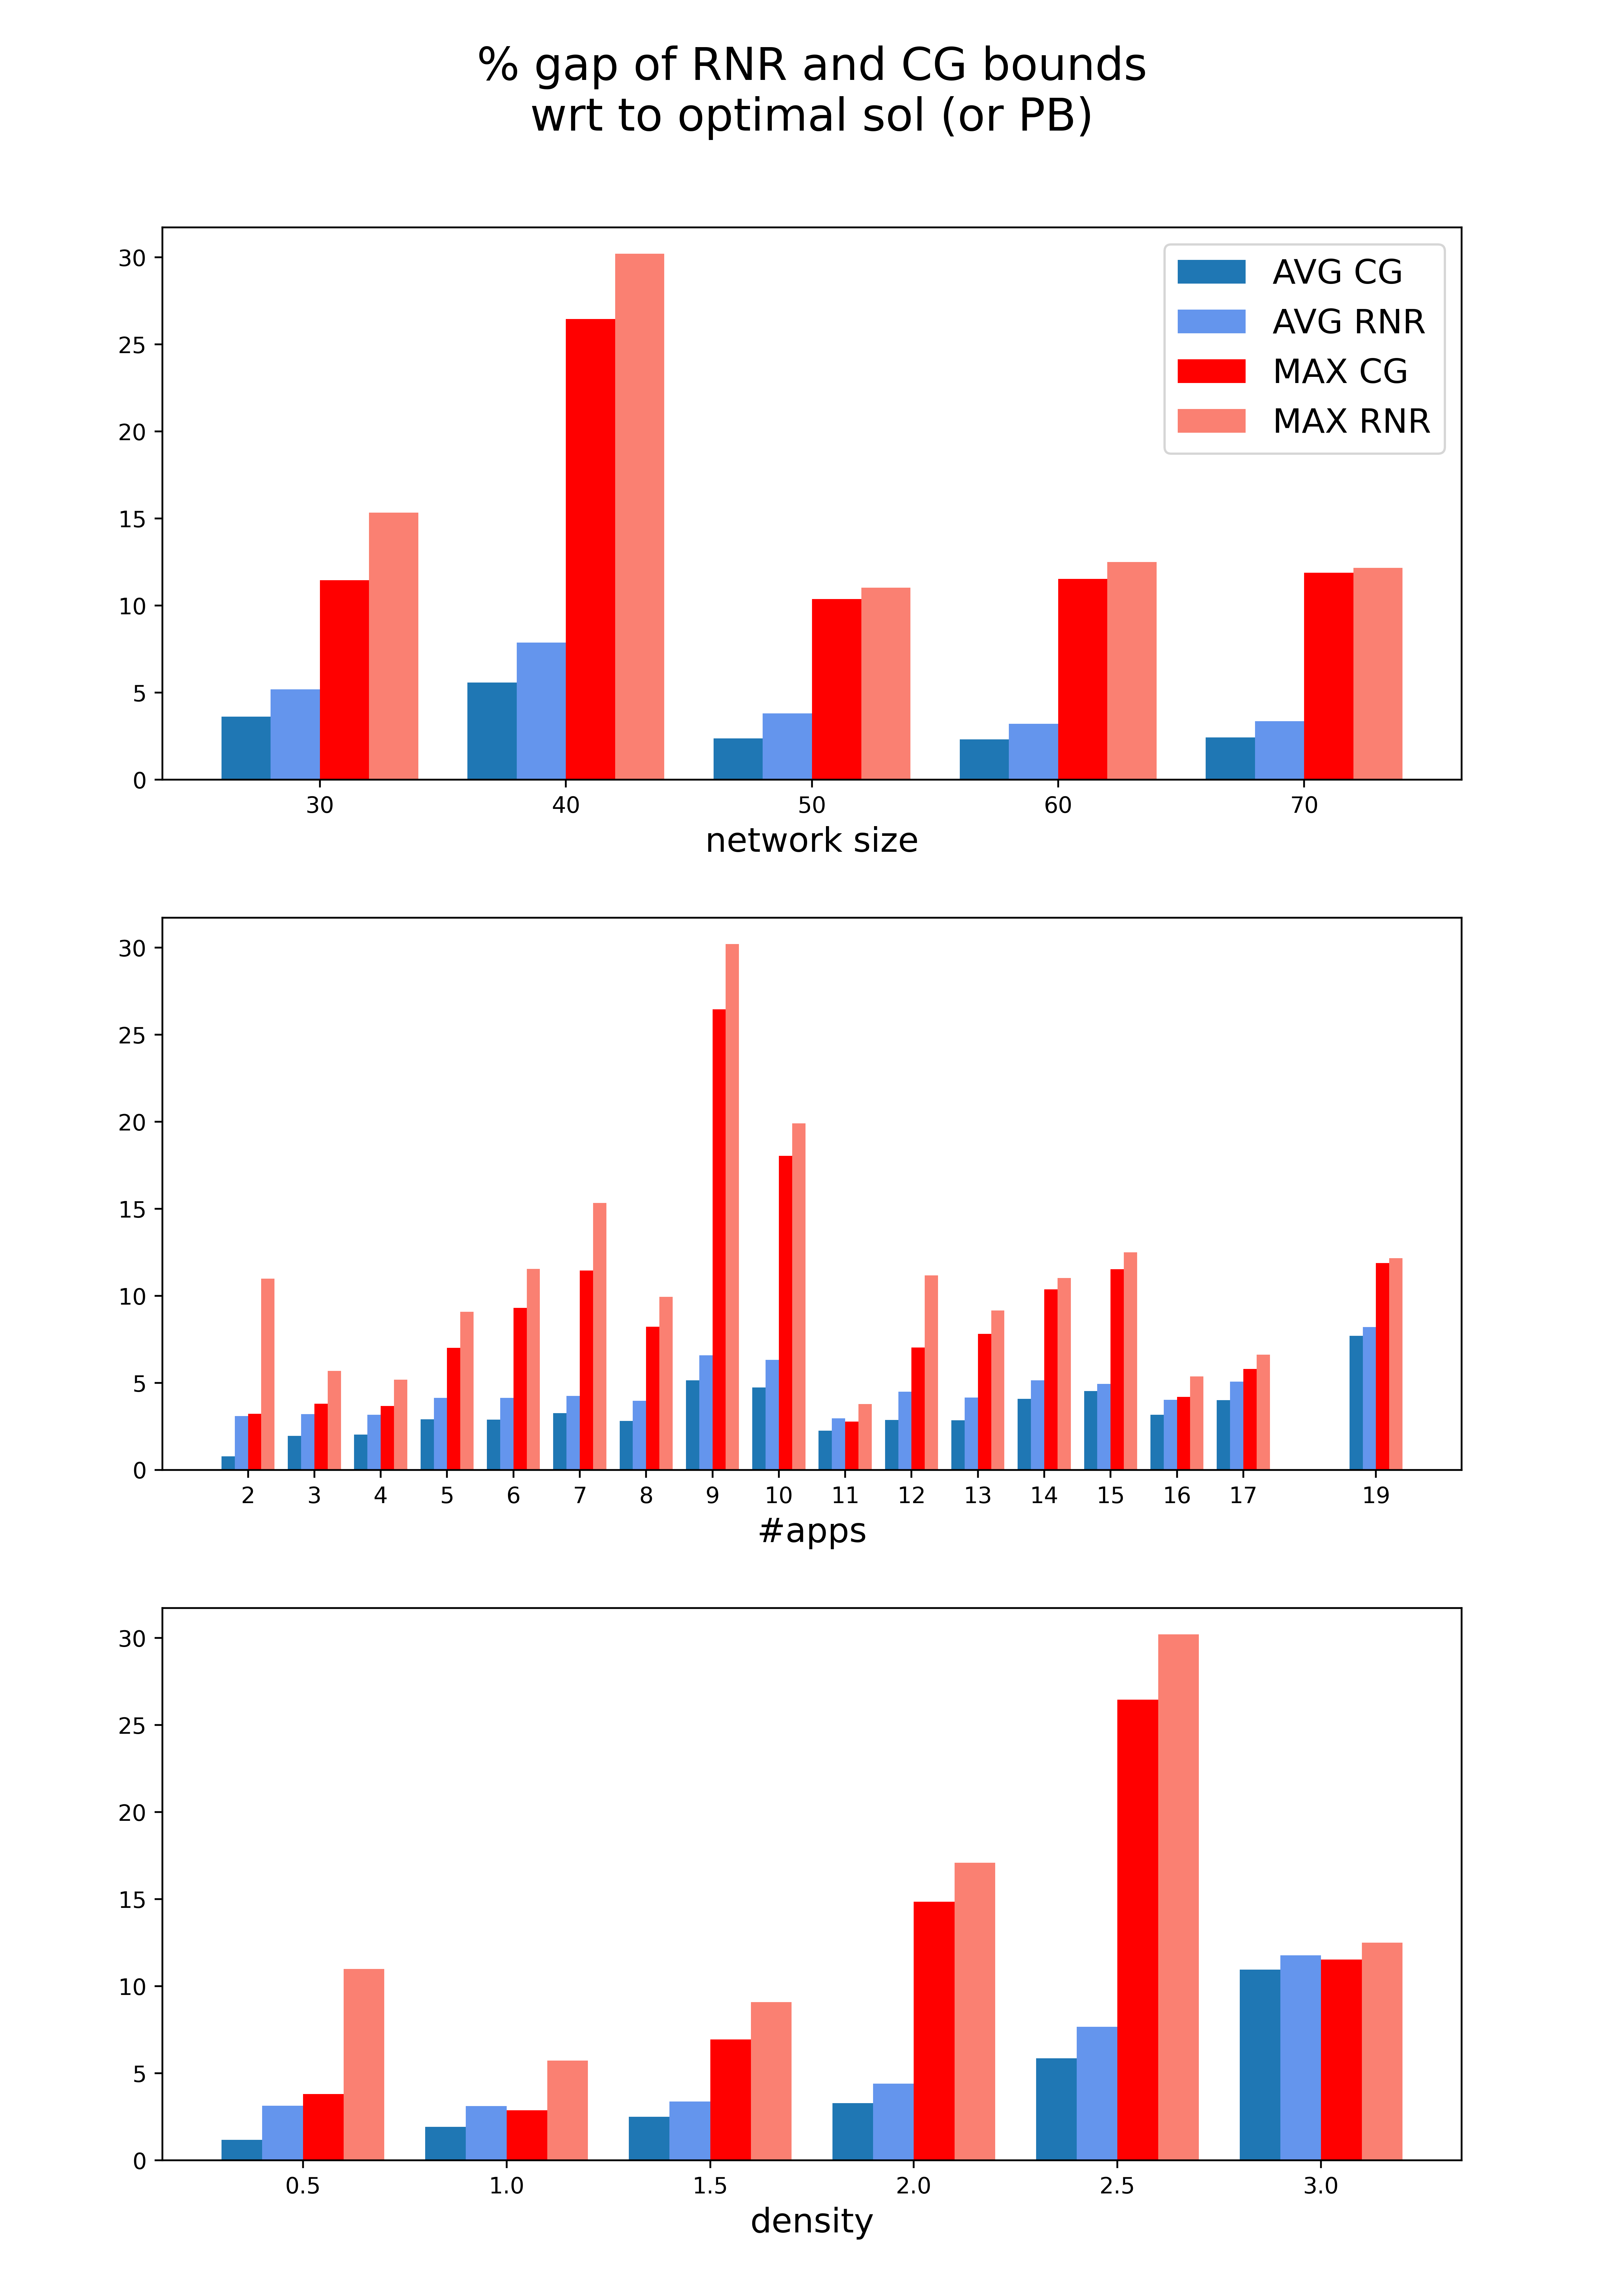 % gap of RNR and CG bounds
wrt to optimal sol (or PB)
30
25
20
15
10
5
0
AVG CG
AVG RNR
MAX CG
MAX RNR
30 40 50 60 70
network size
30
25
20
15
10
5
0
2 3 4 5 6 7 8 9 10 11 12 13 14 15 16 17 19
#apps
30
25
20
15
10
5
0
0.5 1.0 1.5 2.0 2.5 3.0
density